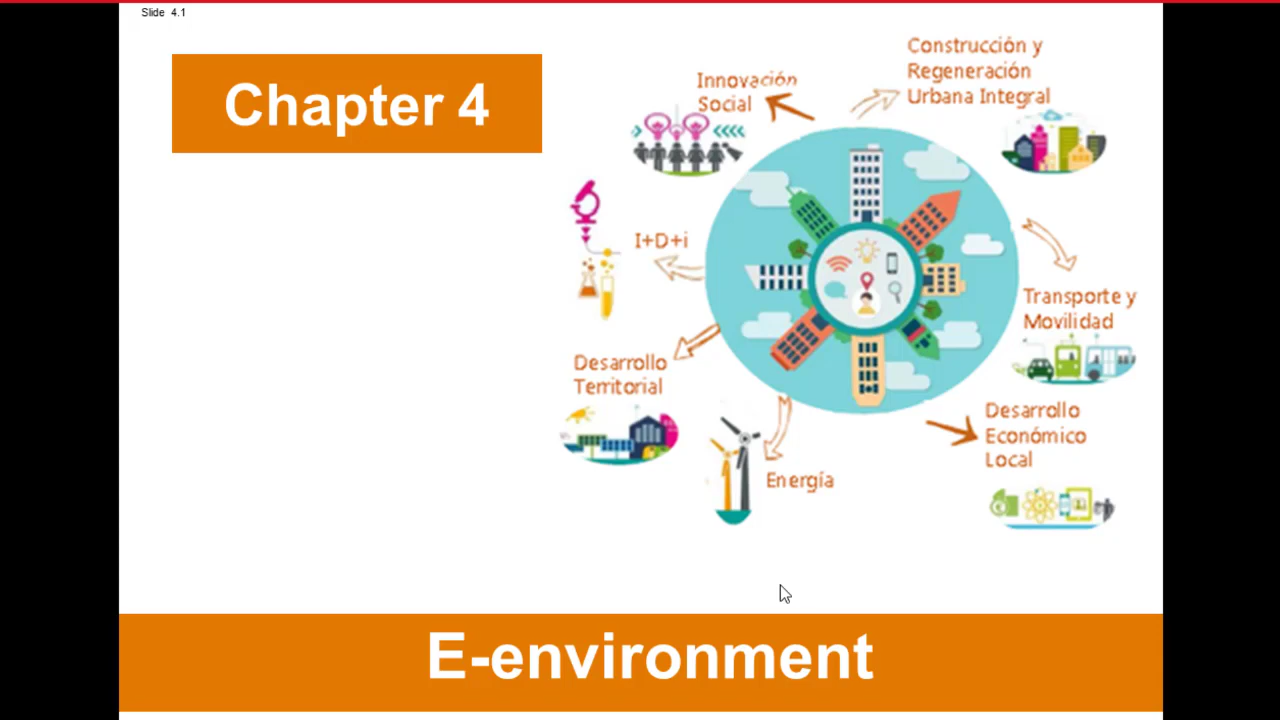 Slide 4.1
Chapter 4
Construcción y
Regeneración
Urbana Integral
Innovación
Social
I+D+i
Transporte y
Movilidad
Desarrollo
Territorial
Desarrollo
Económico
Local
Energía
E-environment